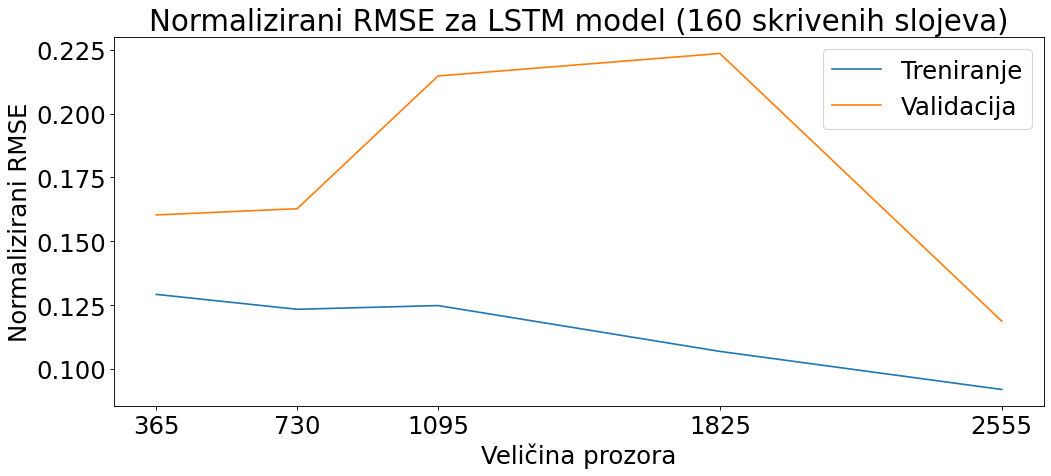 Normalizirani RMSE za LSTM model (160 skrivenih slojeva)
Normalizirani RMSE
0.225
0.200
0.175
0.150
0.125
0.100
Treniranje
Validacija
365 730 1095 1825 2555
Veličina prozora